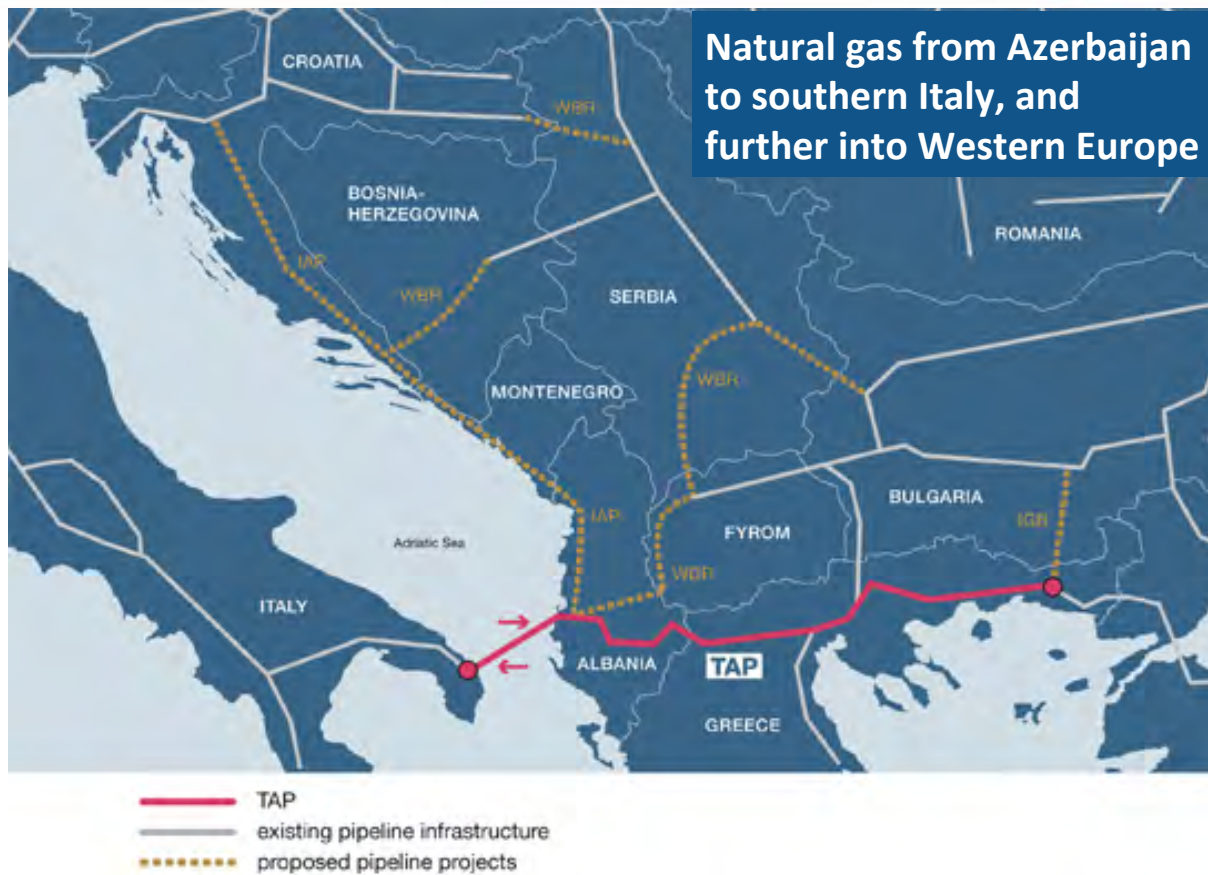 Natural gas from Azerbaijan
to southern Italy, and
further into Western Europe
CROATIA
WBR
BOSNIA-
HERZEGOVINA
ROMANIA
IAP
WBR
SERBIA
WBR
MONTENEGRO
IAP
BULGARIA
IGB
FYROM
Adriatic Sea
WBR
ITALY
ALBANIA
TAP
GREECE
TAP
existing pipeline infrastructure
proposed pipeline projects